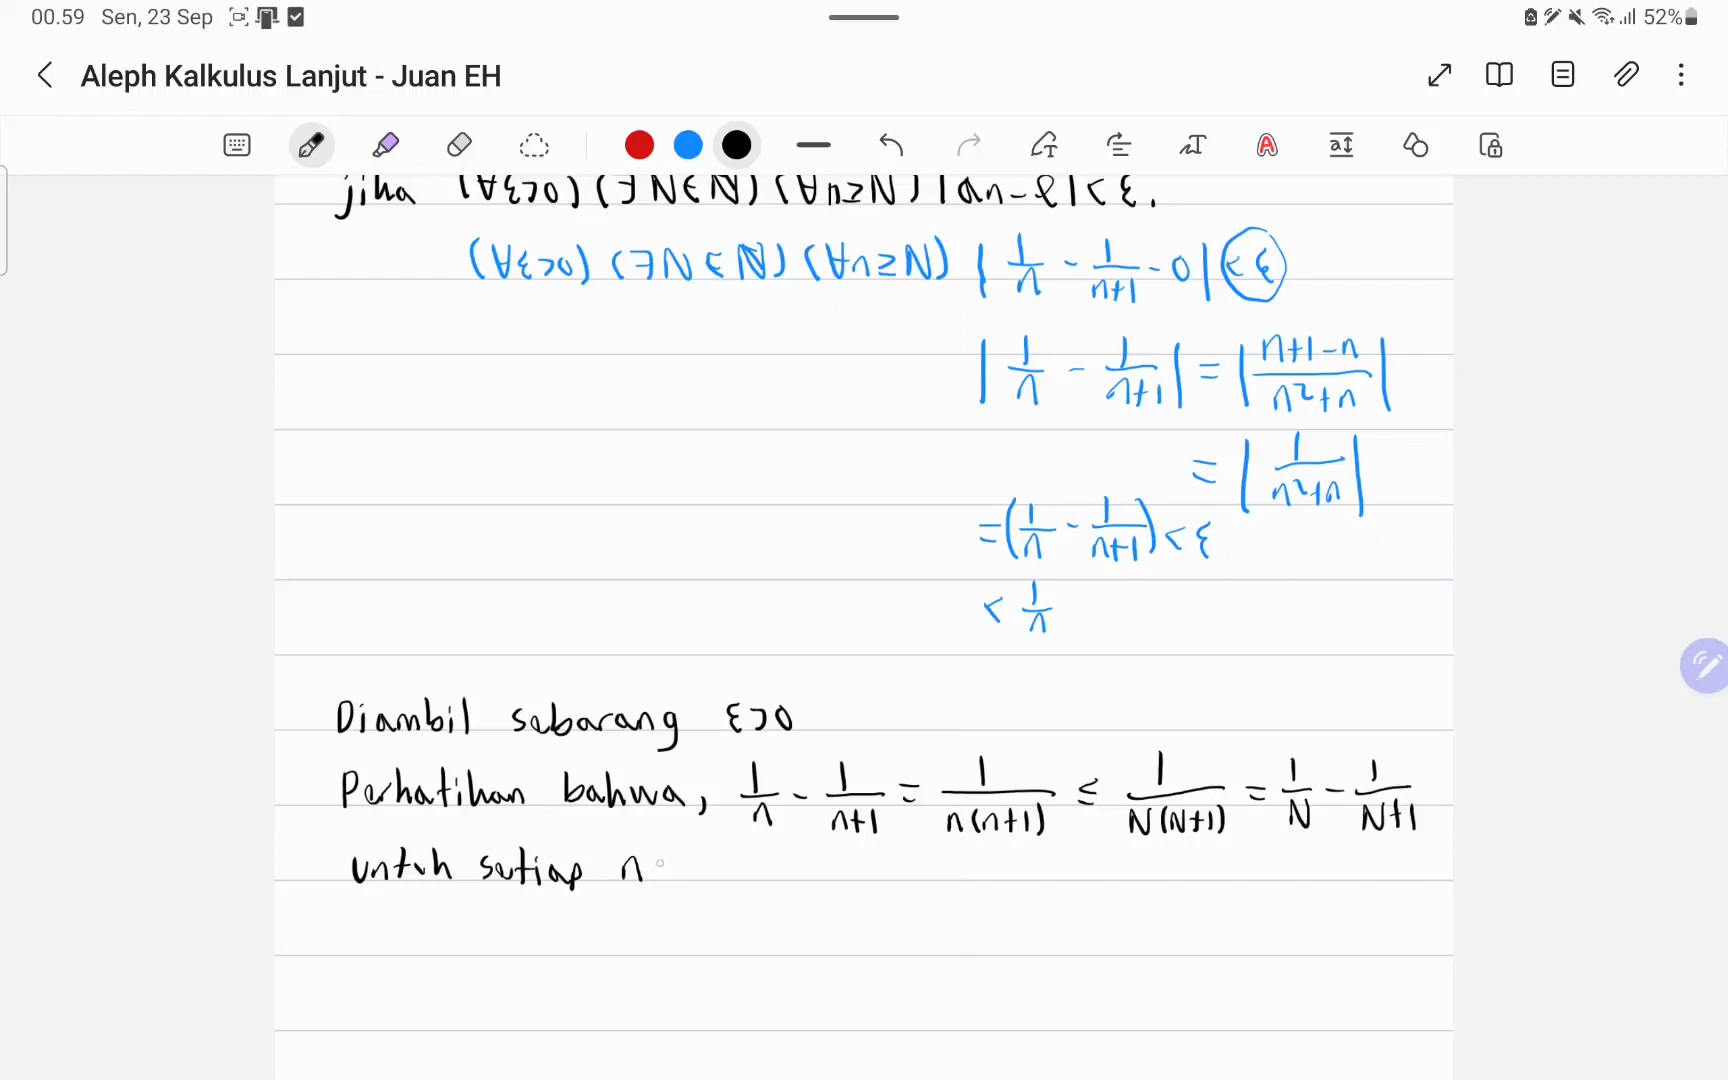 00.59 Sen, 23 Sep 52%
Aleph Kalkulus Lanjut - Juan EH
jika (∀ε>0) (∃N∈ℕ) (∀n≥N) |an-ℓ|<ε.
(∀ε>0) (∃N∈ℕ) (∀n≥N) | 1/n - 1/(n+1) - 0| < ε
| 1/n - 1/(n+1) | = | (n+1-n)/(n²+n) |
= | 1/(n²+n) |
= (1/n - 1/(n+1)) < ε
< 1/n
Diambil sebarang ε>0
Perhatikan bahwa, 1/n - 1/(n+1) = 1/(n(n+1)) ≤ 1/(N(N+1)) = 1/N - 1/(N+1)
untuk setiap n